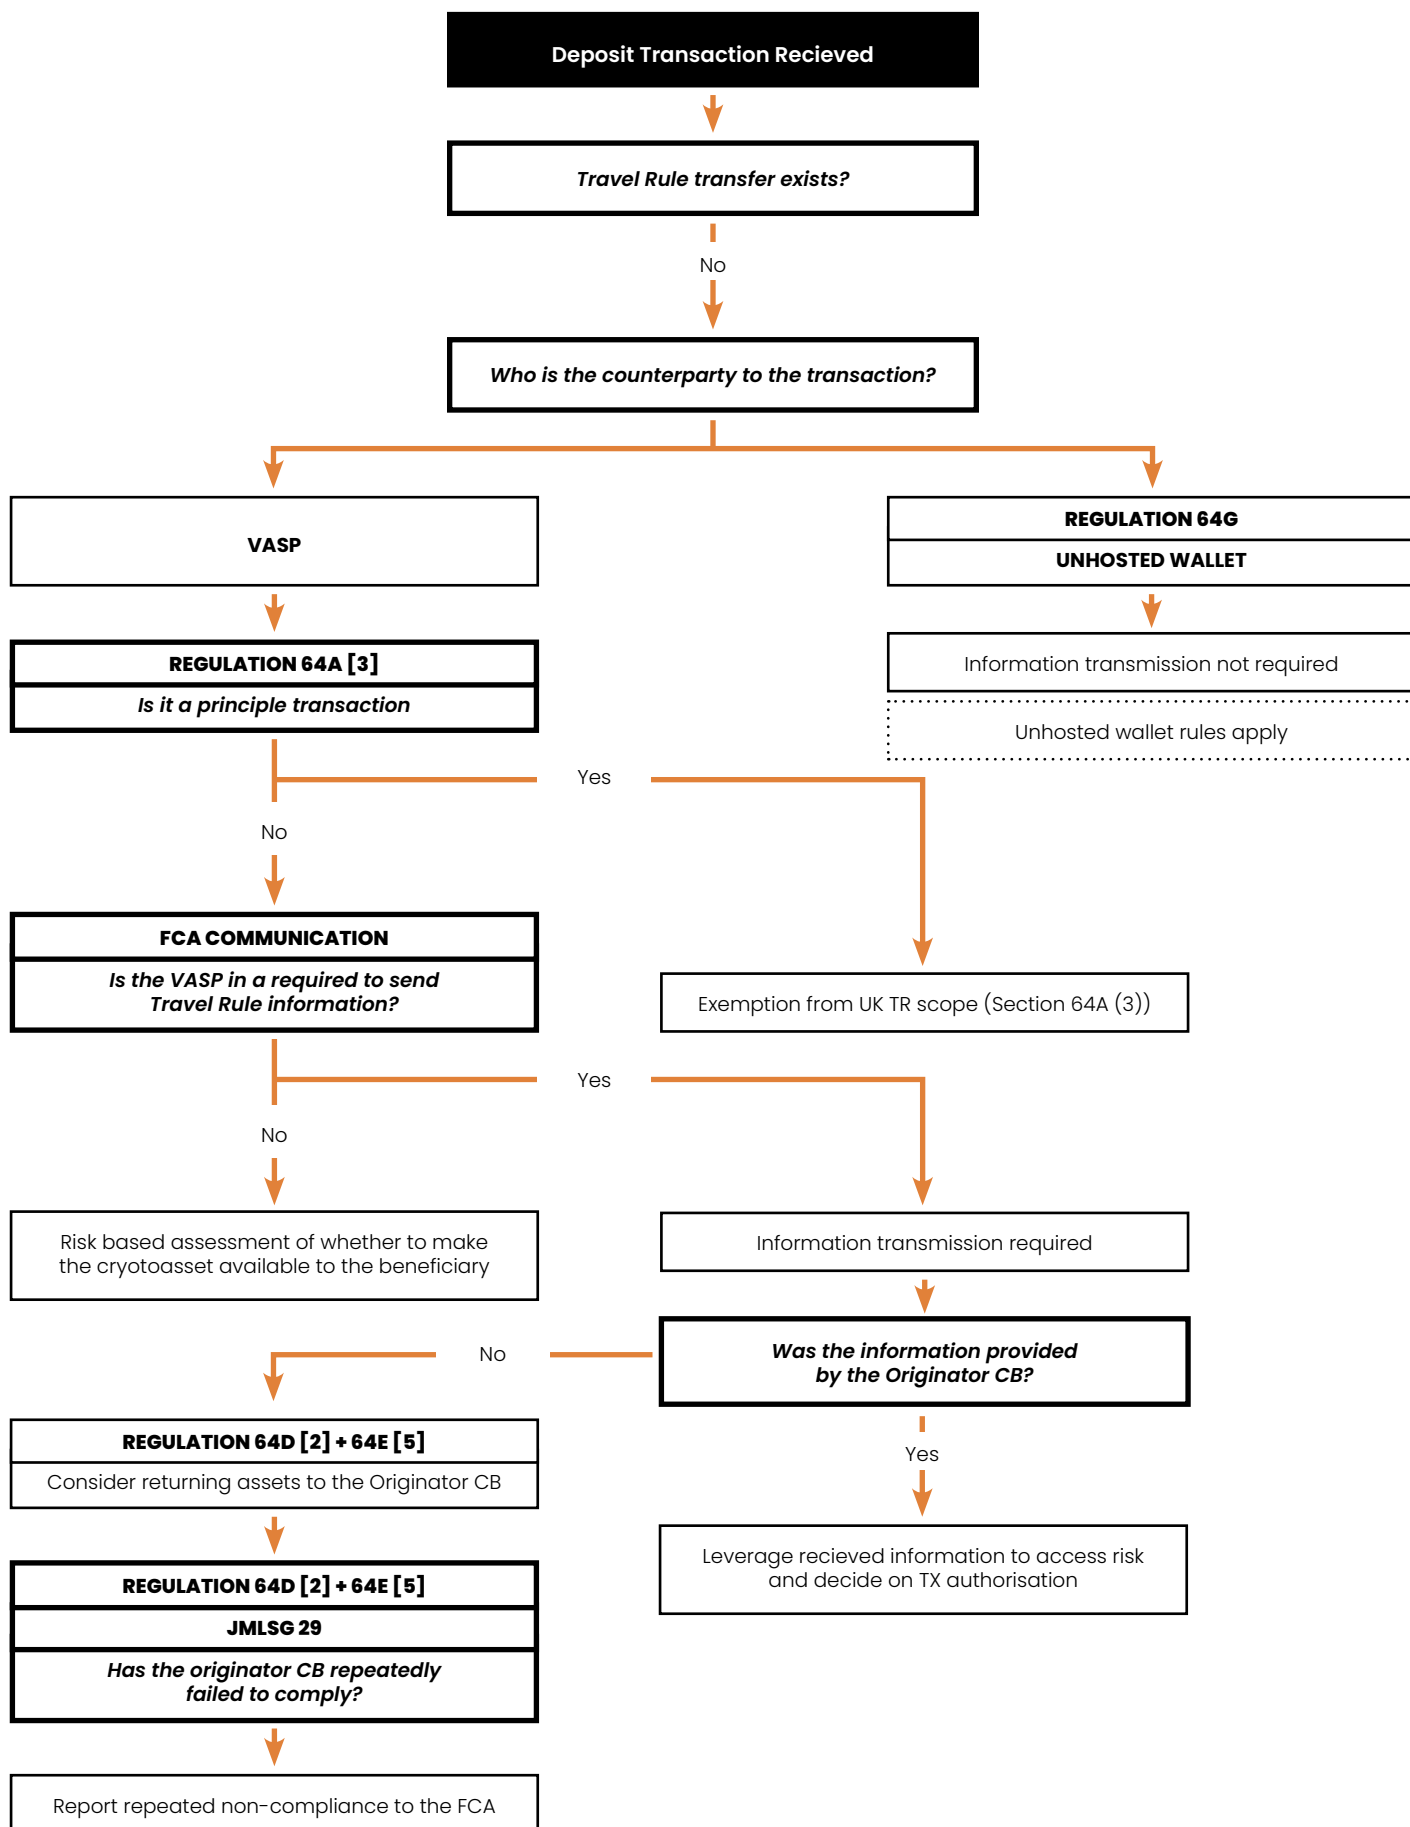 Deposit Transaction Recieved
Travel Rule transfer exists?
No
Who is the counterparty to the transaction?
VASP
REGULATION 64G
UNHOSTED WALLET
REGULATION 64A [3]
Is it a principle transaction
Information transmission not required
Unhosted wallet rules apply
Yes
No
FCA COMMUNICATION
Is the VASP in a required to send
Travel Rule information?
Exemption from UK TR scope (Section 64A (3))
Yes
No
Risk based assessment of whether to make
the cryotoasset available to the beneficiary
Information transmission required
No
Was the information provided
by the Originator CB?
REGULATION 64D [2] + 64E [5]
Consider returning assets to the Originator CB
Yes
REGULATION 64D [2] + 64E [5]
JMLSG 29
Has the originator CB repeatedly
failed to comply?
Leverage recieved information to access risk
and decide on TX authorisation
Report repeated non-compliance to the FCA